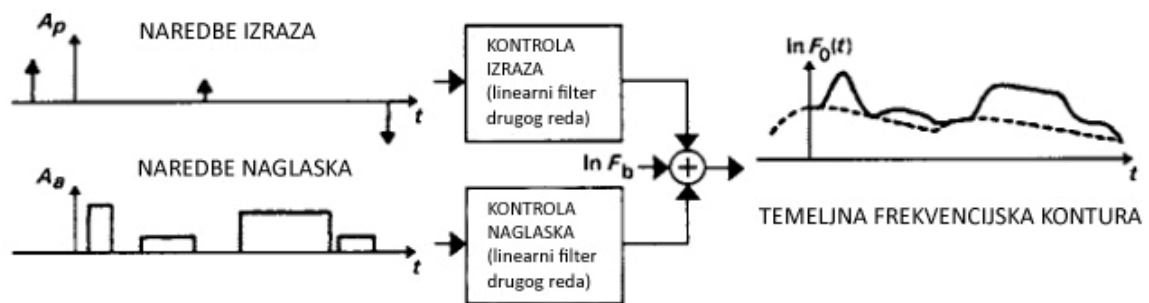 Ap
NAREDBE IZRAZA
t
KONTROLA
IZRAZA
(linearni filter
drugog reda)
ln F0(t)
t
NAREDBE NAGLASKA
Aa
t
ln Fb
+
KONTROLA
NAGLASKA
(linearni filter
drugog reda)
TEMELJNA FREKVENCIJSKA KONTURA